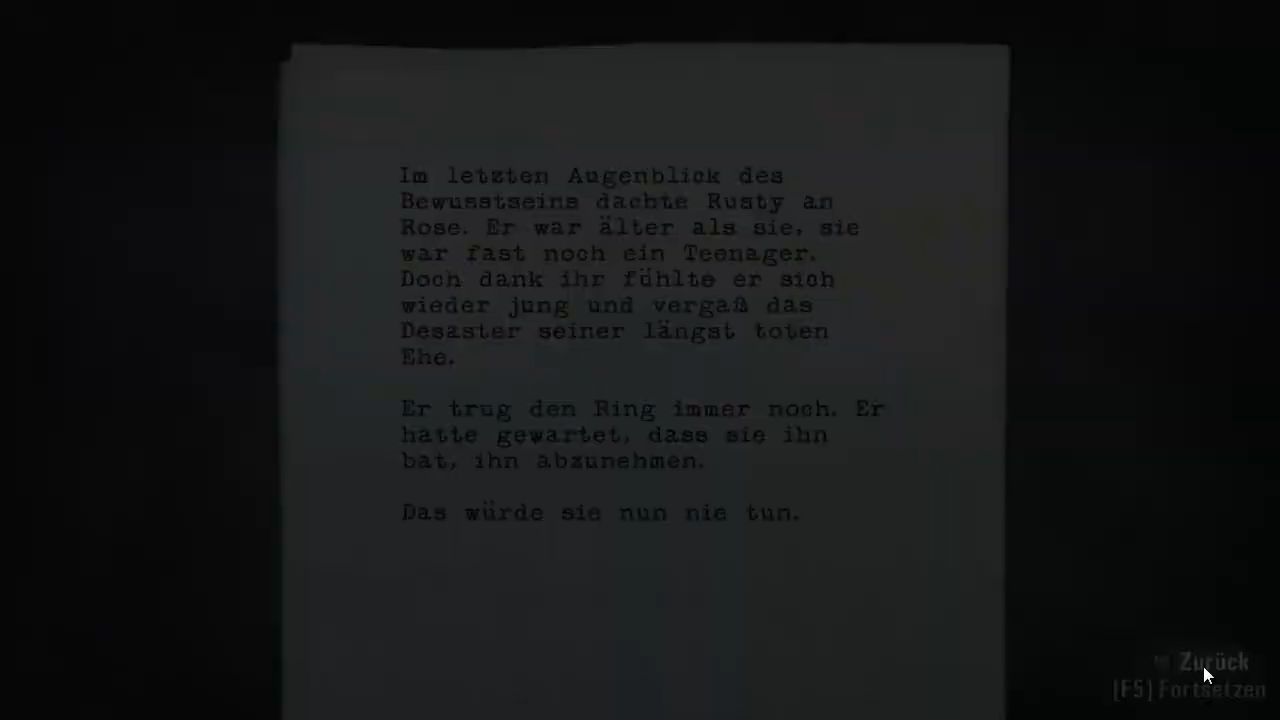 Im letzten Augenblick des
Bewusstseins dachte Rusty an
Rose. Er war älter als sie, sie
war fast noch ein Teenager.
Doch dank ihr fühlte er sich
wieder jung und vergaß das
Desaster seiner längst toten
Ehe.
Er trug den Ring immer noch. Er
hatte gewartet, dass sie ihn
bat, ihn abzunehmen.
Das würde sie nun nie tun.
Zurück
[F5] Fortsetzen